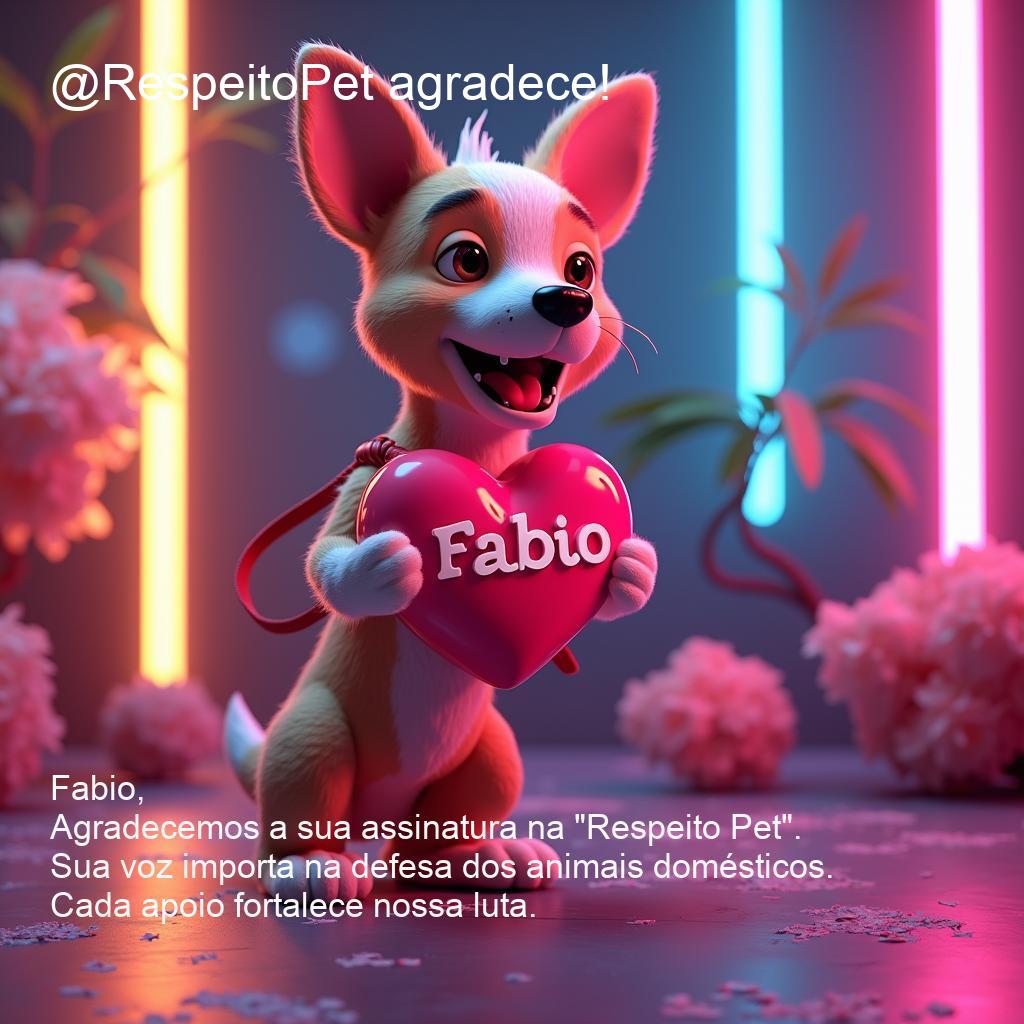 @RespeitoPet agradece!
Fabio
Fabio,
Agradecemos a sua assinatura na "Respeito Pet".
Sua voz importa na defesa dos animais domésticos.
Cada apoio fortalece nossa luta.